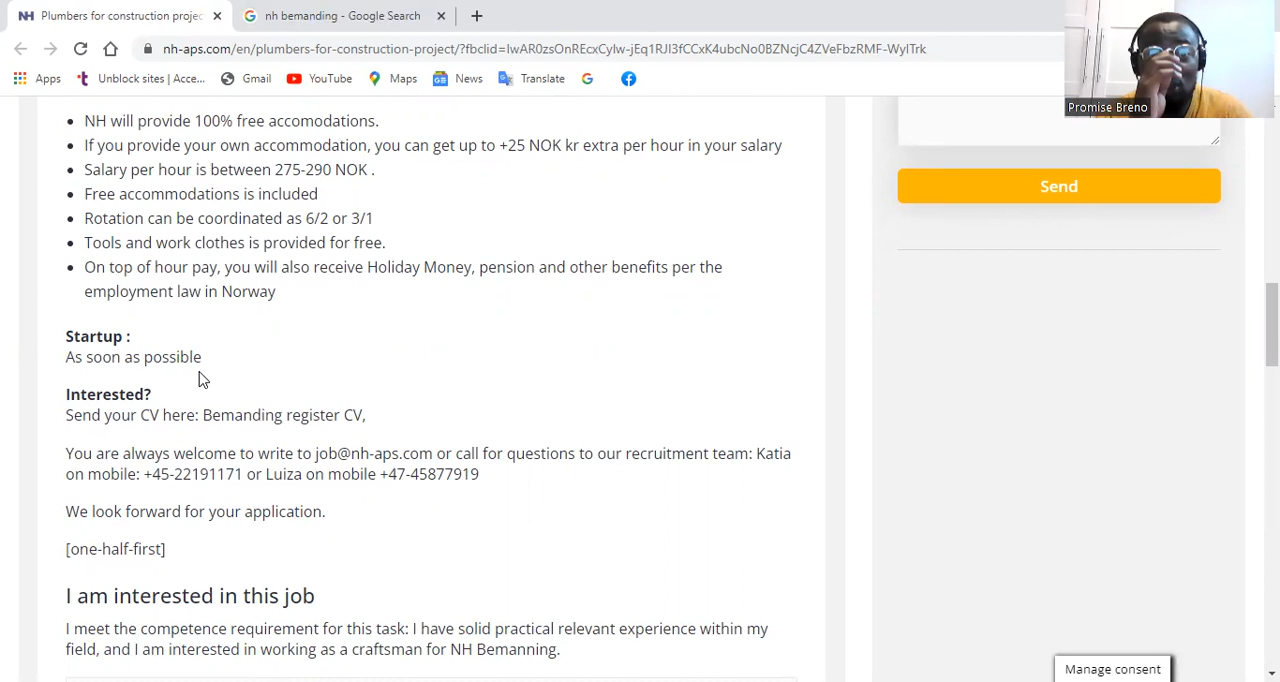 NH Plumbers for construction projec
nh bemanding - Google Search
nh-aps.com/en/plumbers-for-construction-project/?fbclid=IwAR0zsOnREcxCyIw-jEq1RJI3fCCxK4ubcNo0BZNcjC4ZVeFbzRMF-WyITrk
Apps
Unblock sites | Acce...
Gmail
YouTube
Maps
News
Translate
Promise Breno
NH will provide 100% free accomodations.
If you provide your own accommodation, you can get up to +25 NOK kr extra per hour in your salary
Salary per hour is between 275-290 NOK .
Free accommodations is included
Rotation can be coordinated as 6/2 or 3/1
Tools and work clothes is provided for free.
On top of hour pay, you will also receive Holiday Money, pension and other benefits per the
employment law in Norway
Startup :
As soon as possible
Interested?
Send your CV here: Bemanding register CV,
You are always welcome to write to job@nh-aps.com or call for questions to our recruitment team: Katia
on mobile: +45-22191171 or Luiza on mobile +47-45877919
We look forward for your application.
[one-half-first]
I am interested in this job
I meet the competence requirement for this task: I have solid practical relevant experience within my
field, and I am interested in working as a craftsman for NH Bemanning.
Send
Manage consent